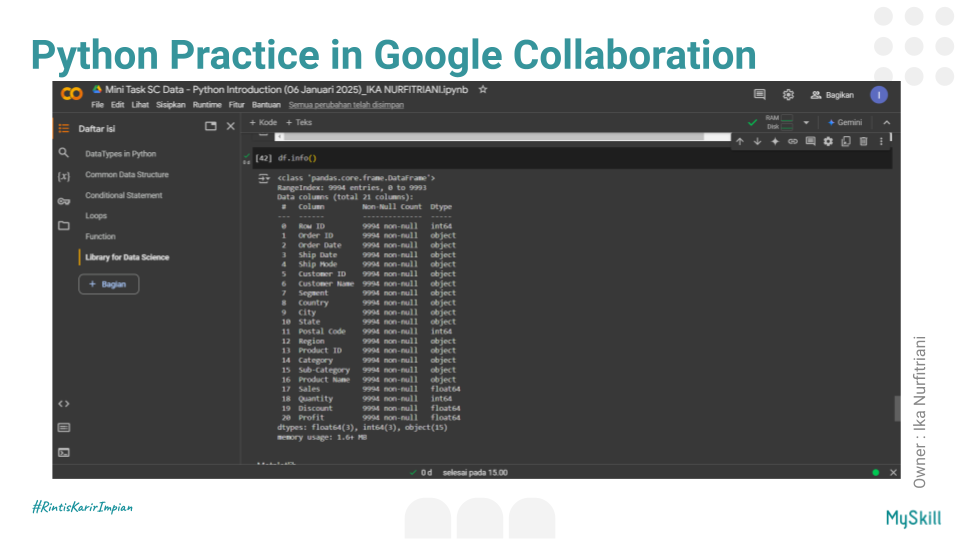 Python Practice in Google Collaboration
Mini Task SC Data - Python Introduction (06 Januari 2025)_IKA NURFITRIANI.ipynb
File Edit Lihat Sisipkan Runtime Fitur Bantuan Semua perubahan telah disimpan
Bagikan
I
Daftar isi
+ Kode + Teks
RAM
Disk
Gemini
DataTypes in Python
Common Data Structure
Conditional Statement
Loops
Function
Library for Data Science
+ Bagian
[42] df.info()
<class 'pandas.core.frame.DataFrame'>
RangeIndex: 9994 entries, 0 to 9993
Data columns (total 21 columns):
# Column Non-Null Count Dtype
--- ------ -------------- -----
0 Row ID 9994 non-null int64
1 Order ID 9994 non-null object
2 Order Date 9994 non-null object
3 Ship Date 9994 non-null object
4 Ship Mode 9994 non-null object
5 Customer ID 9994 non-null object
6 Customer Name 9994 non-null object
7 Segment 9994 non-null object
8 Country 9994 non-null object
9 City 9994 non-null object
10 State 9994 non-null object
11 Postal Code 9994 non-null int64
12 Region 9994 non-null object
13 Product ID 9994 non-null object
14 Category 9994 non-null object
15 Sub-Category 9994 non-null object
16 Product Name 9994 non-null object
17 Sales 9994 non-null float64
18 Quantity 9994 non-null int64
19 Discount 9994 non-null float64
20 Profit 9994 non-null float64
dtypes: float64(3), int64(3), object(15)
memory usage: 1.6+ MB
0 d selesai pada 15.00
Owner : Ika Nurfitriani
#RintisKarirImpian
MySkill